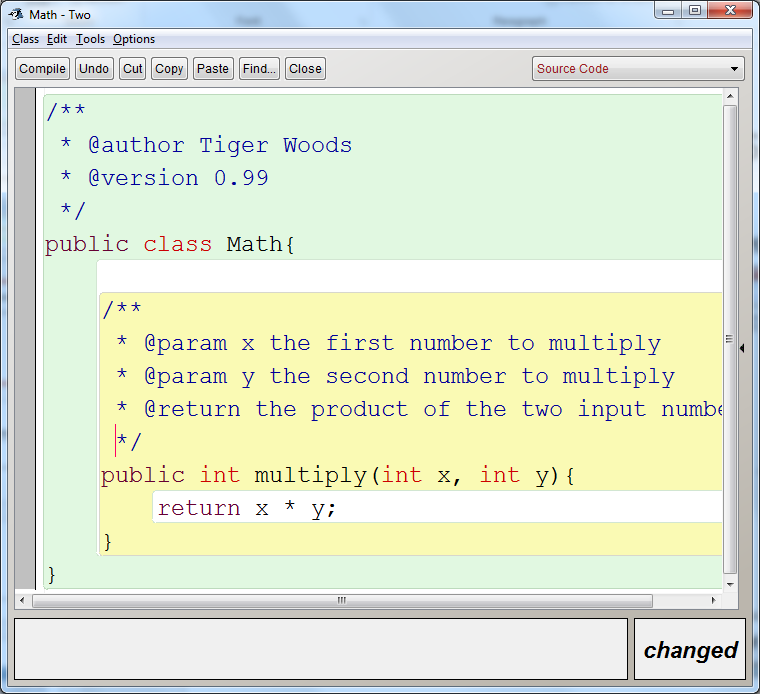 Math - Two
Class Edit Tools Options
Compile Undo Cut Copy Paste Find... Close Source Code
/**
* @author Tiger Woods
* @version 0.99
*/
public class Math{
/**
* @param x the first number to multiply
* @param y the second number to multiply
* @return the product of the two input numbe
*/
public int multiply(int x, int y){
return x * y;
}
}
changed